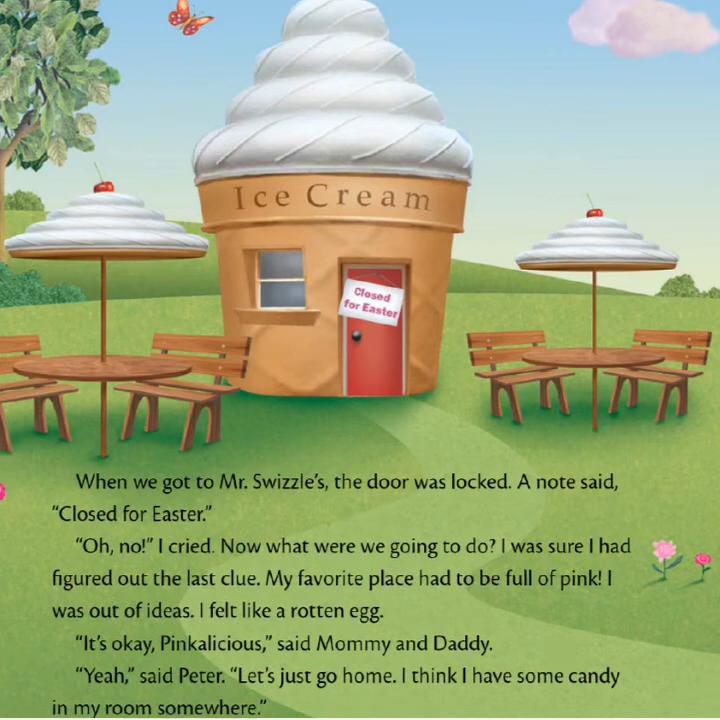 Ice Cream
Closed
for Easter
When we got to Mr. Swizzle's, the door was locked. A note said,
“Closed for Easter.”
“Oh, no!” I cried. Now what were we going to do? I was sure I had
figured out the last clue. My favorite place had to be full of pink! I
was out of ideas. I felt like a rotten egg.
“It's okay, Pinkalicious,” said Mommy and Daddy.
“Yeah,” said Peter. “Let's just go home. I think I have some candy
in my room somewhere.”